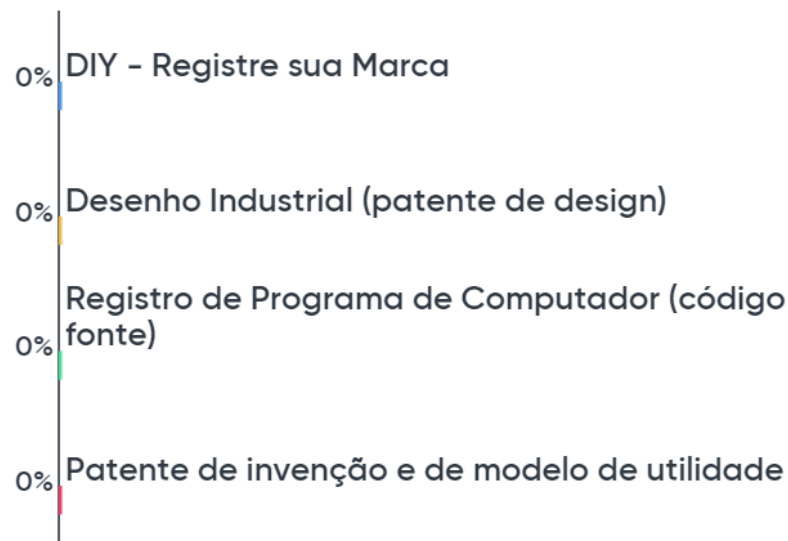 DIY - Registre sua Marca
0%
Desenho Industrial (patente de design)
0%
Registro de Programa de Computador (código
fonte)
0%
Patente de invenção e de modelo de utilidade
0%